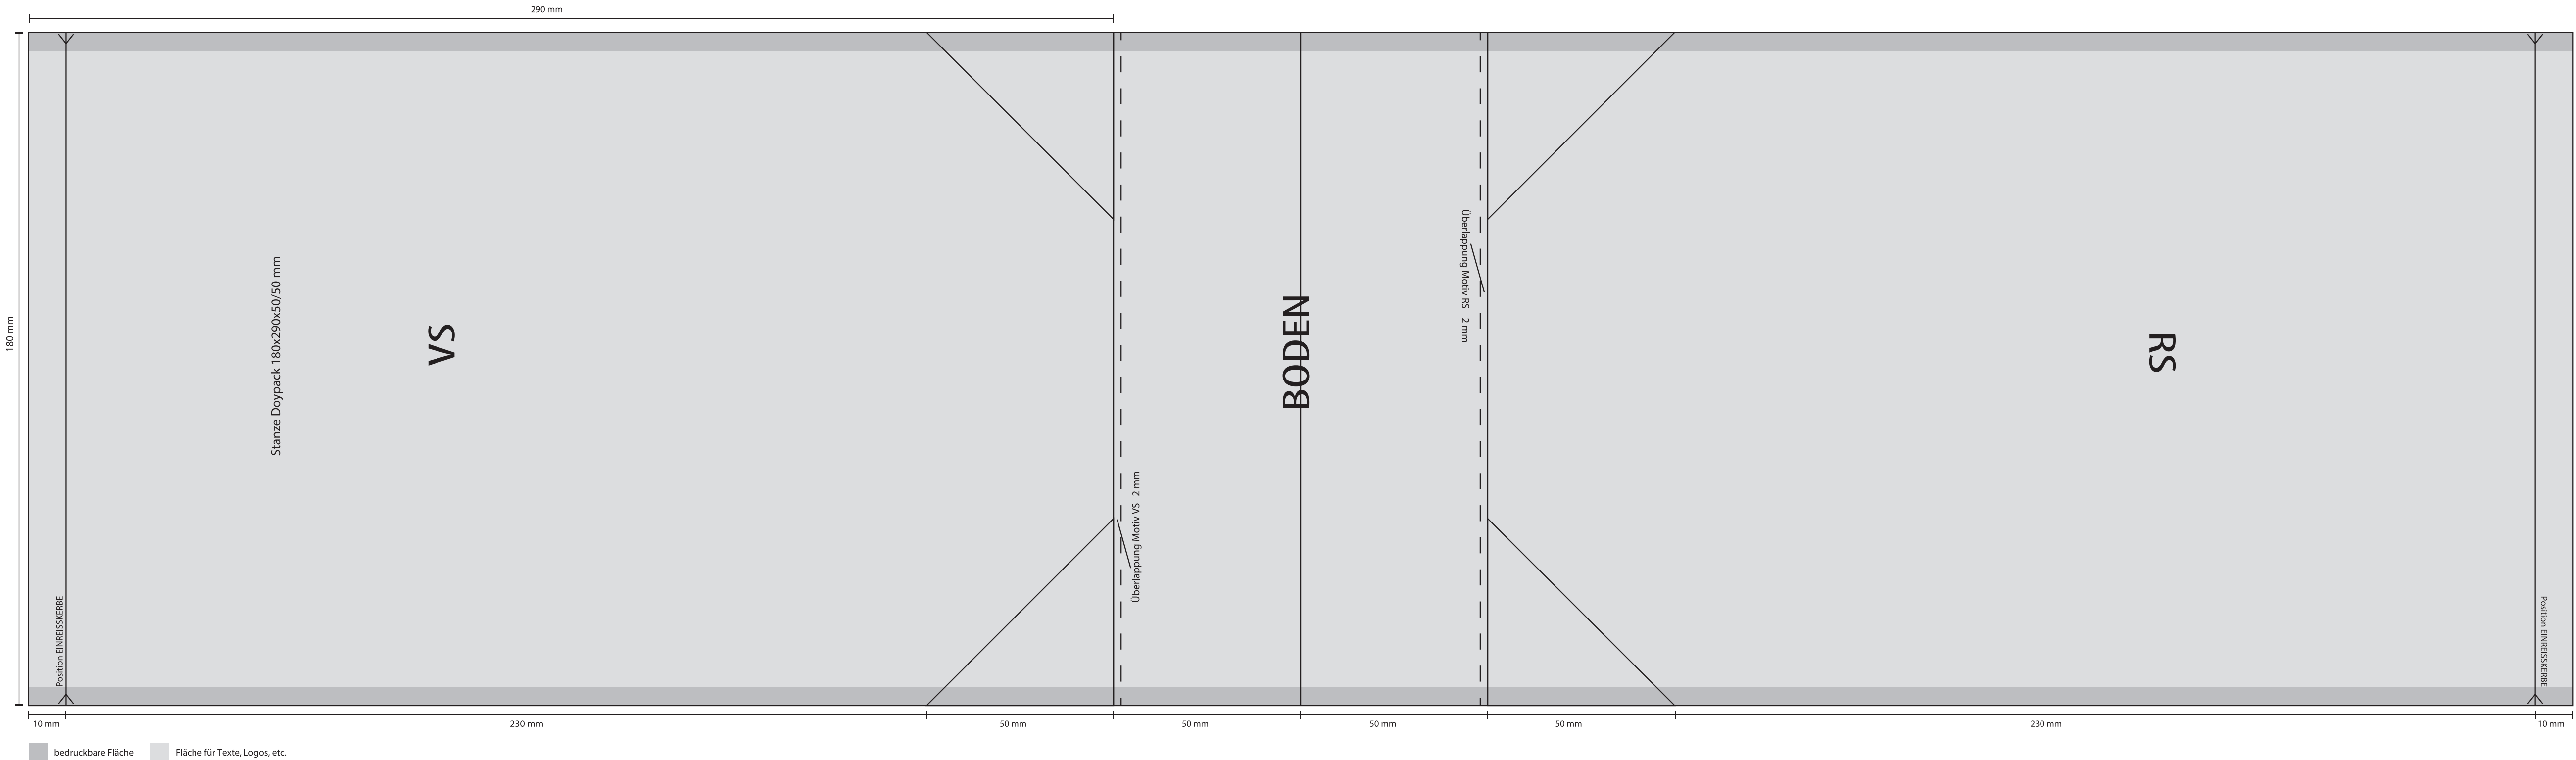 290 mm
180 mm
Position EINREISSKERBE
Stanze Doypack 180x290x50/50 mm
VS
Überlappung Motiv VS 2 mm
BODEN
Überlappung Motiv RS 2 mm
RS
Position EINREISSKERBE
10 mm
230 mm
50 mm
50 mm
50 mm
50 mm
230 mm
10 mm
bedruckbare Fläche
Fläche für Texte, Logos, etc.